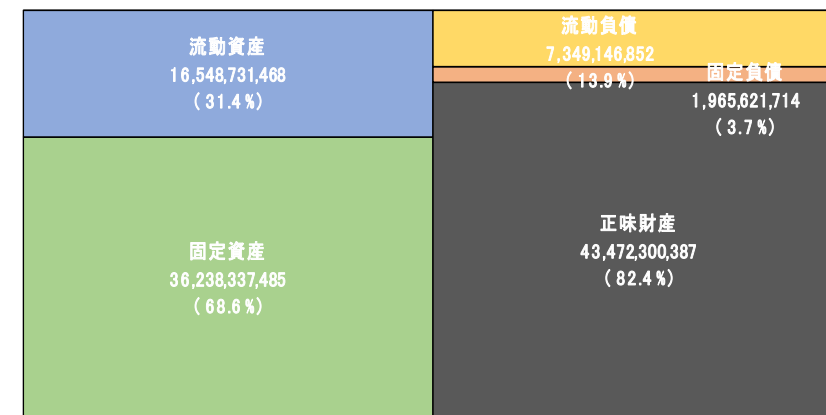 流動資産
16,548,731,468
(31.4%)
固定資産
36,238,337,485
(68.6%)
流動負債
7,349,146,852
(13.9%)
固定負債
1,965,621,714
(3.7%)
正味財産
43,472,300,387
(82.4%)